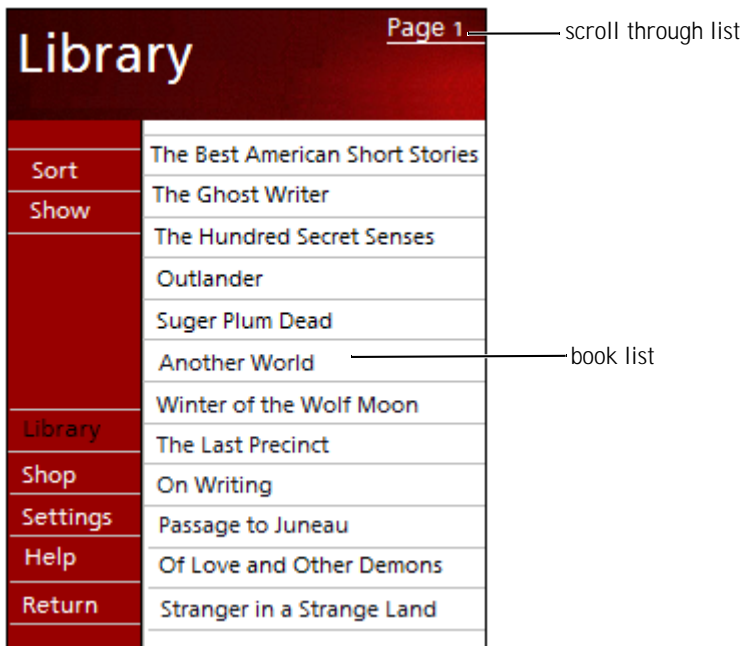 Library
Page 1
scroll through list
Sort
Show
Library
Shop
Settings
Help
Return
The Best American Short Stories
The Ghost Writer
The Hundred Secret Senses
Outlander
Suger Plum Dead
Another World
book list
Winter of the Wolf Moon
The Last Precinct
On Writing
Passage to Juneau
Of Love and Other Demons
Stranger in a Strange Land